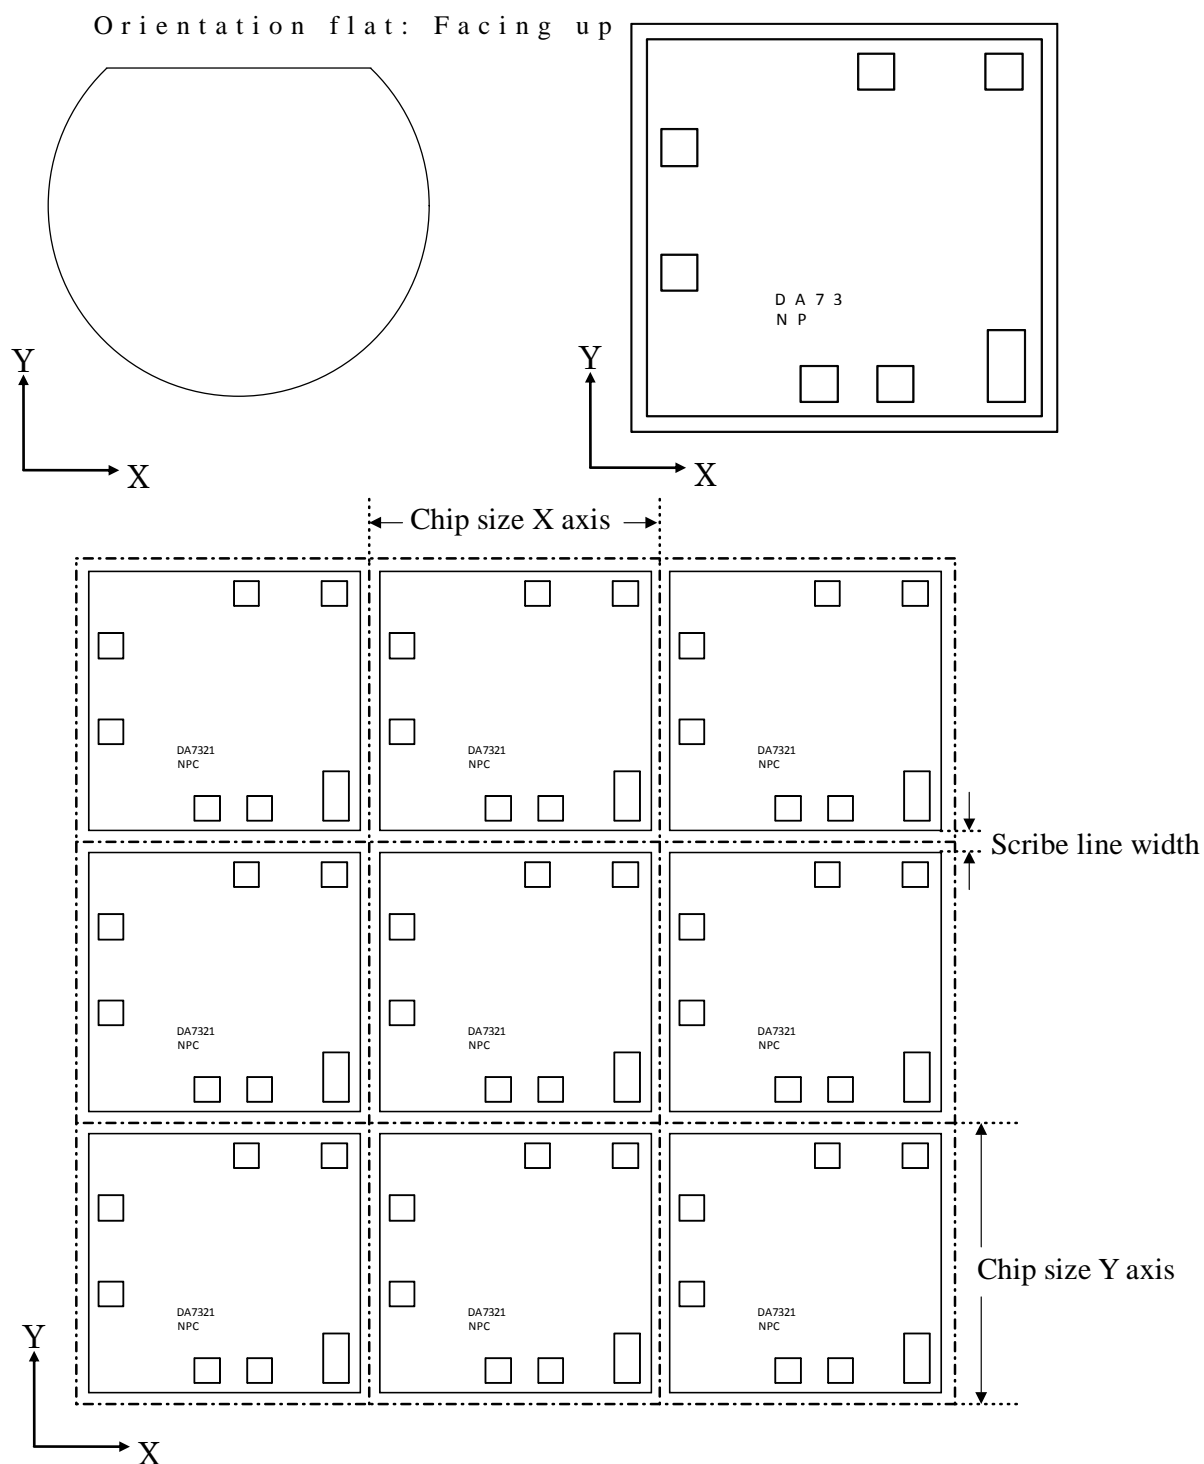 Orientation flat: Facing up
Y
X
DA73
NP
Y
X
Chip size X axis
DA7321
NPC
DA7321
NPC
DA7321
NPC
Scribe line width
DA7321
NPC
DA7321
NPC
DA7321
NPC
Chip size Y axis
DA7321
NPC
DA7321
NPC
DA7321
NPC
Y
X